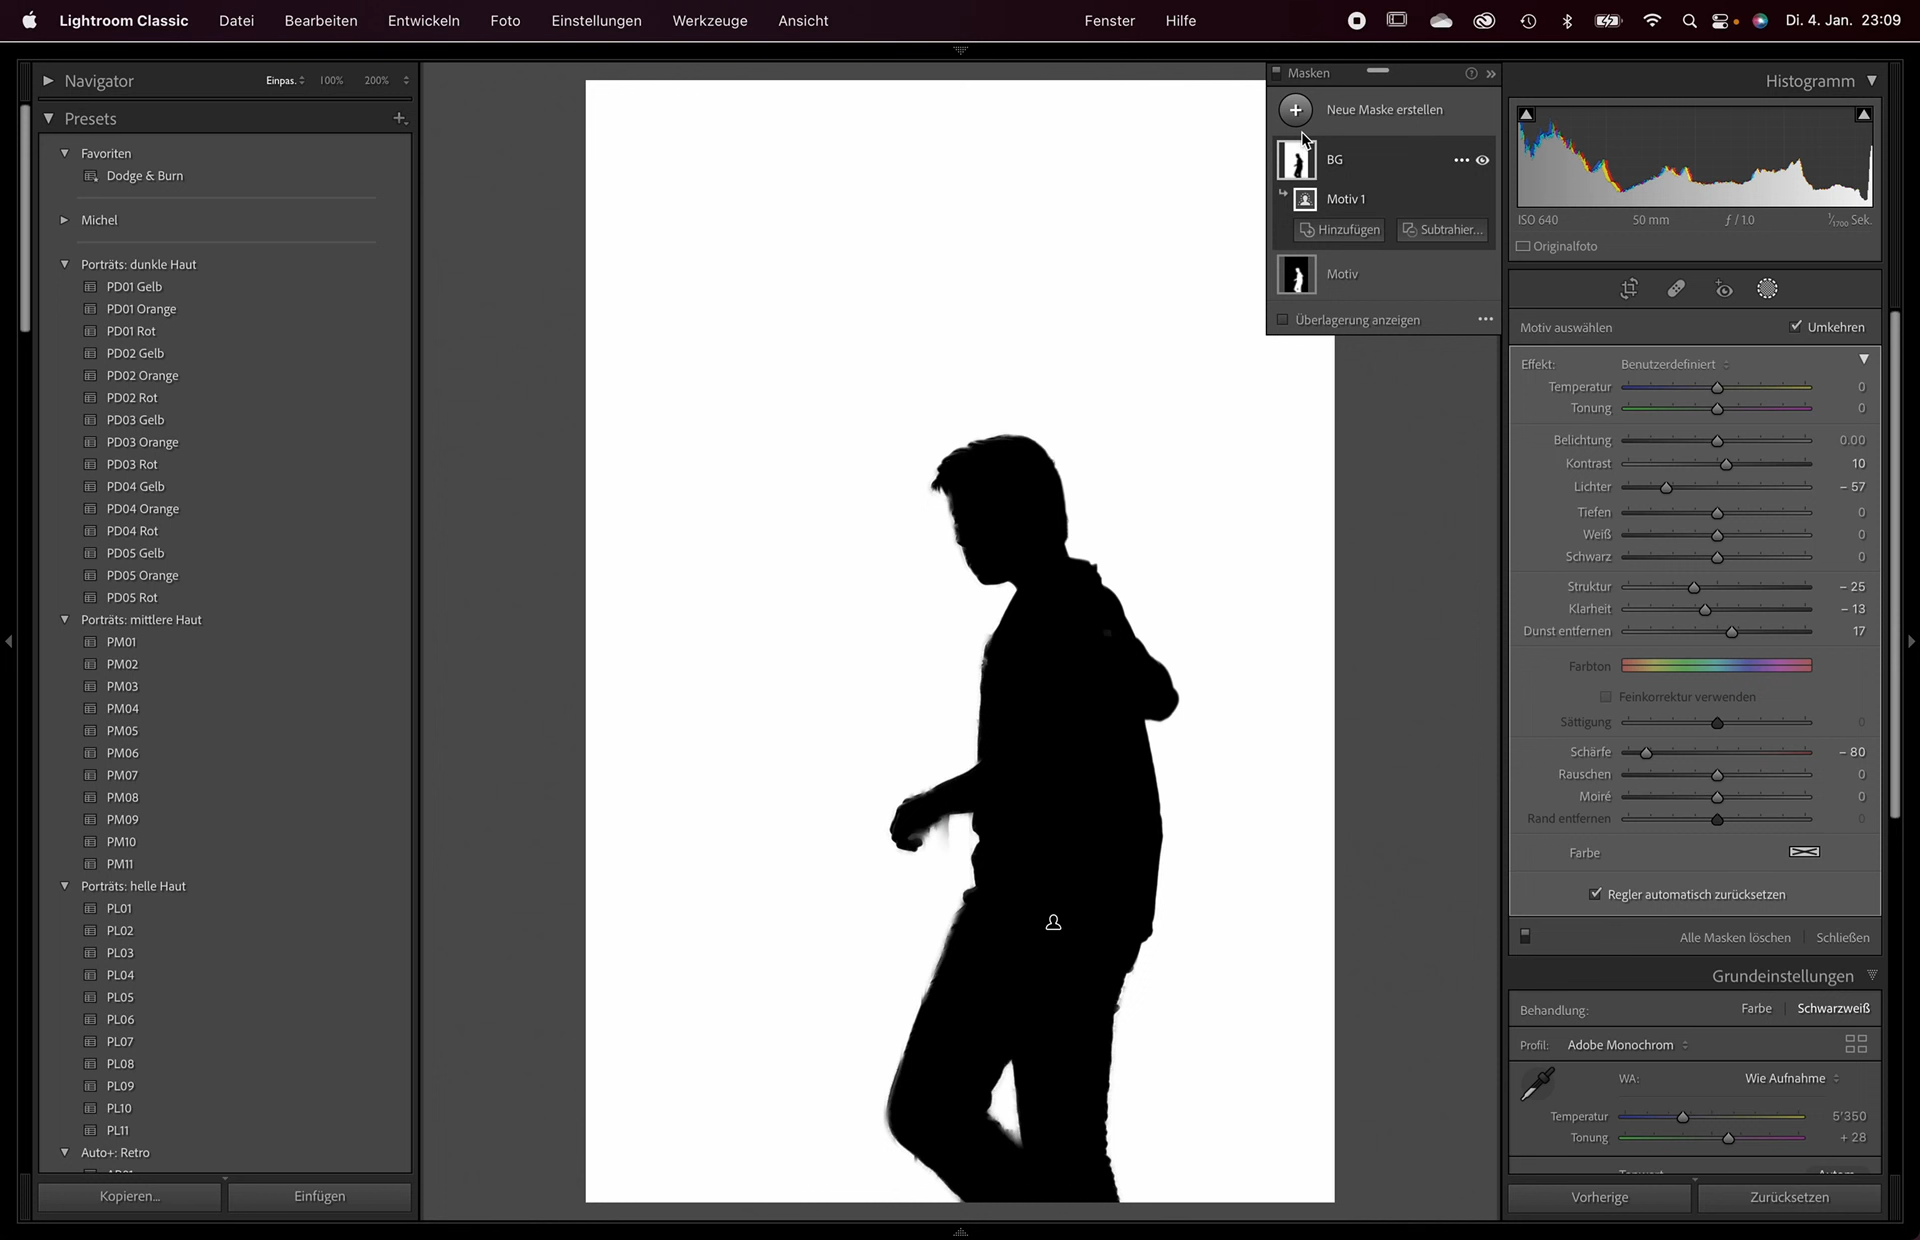 Lightroom Classic Datei Bearbeiten Entwickeln Foto Einstellungen Werkzeuge Ansicht Fenster Hilfe Di. 4. Jan. 23:09
Navigator Einpas. 100% 200%
Presets
Favoriten
Dodge & Burn
Michel
Porträts: dunkle Haut
PD01 Gelb
PD01 Orange
PD01 Rot
PD02 Gelb
PD02 Orange
PD02 Rot
PD03 Gelb
PD03 Orange
PD03 Rot
PD04 Gelb
PD04 Orange
PD04 Rot
PD05 Gelb
PD05 Orange
PD05 Rot
Porträts: mittlere Haut
PM01
PM02
PM03
PM04
PM05
PM06
PM07
PM08
PM09
PM10
PM11
Porträts: helle Haut
PL01
PL02
PL03
PL04
PL05
PL06
PL07
PL08
PL09
PL10
PL11
Auto+: Retro
Kopieren... Einfügen
Masken
Neue Maske erstellen
BG
Motiv 1
Hinzufügen Subtrahier...
Motiv
Überlagerung anzeigen
Histogramm
ISO 640 50 mm ƒ / 1.0 1/1700 Sek.
Originalfoto
Motiv auswählen Umkehren
Effekt: Benutzerdefiniert
Temperatur 0
Tonung 0
Belichtung 0.00
Kontrast 10
Lichter – 57
Tiefen 0
Weiß 0
Schwarz 0
Struktur – 25
Klarheit – 13
Dunst entfernen 17
Farbton
Feinkorrektur verwenden
Sättigung 0
Schärfe – 80
Rauschen 0
Moiré 0
Rand entfernen 0
Farbe
Regler automatisch zurücksetzen
Alle Masken löschen Schließen
Grundeinstellungen
Behandlung: Farbe Schwarzweiß
Profil: Adobe Monochrom
WA: Wie Aufnahme
Temperatur 5'350
Tonung + 28
Vorherige Zurücksetzen